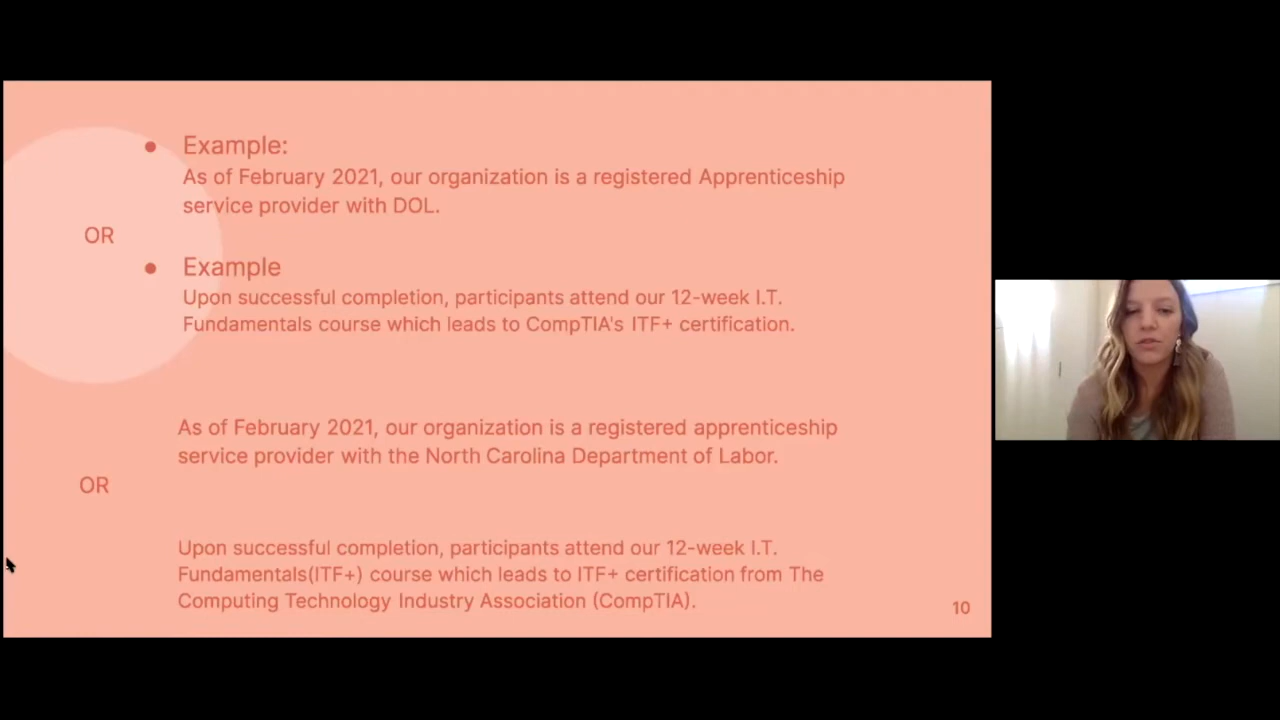 Example:
As of February 2021, our organization is a registered Apprenticeship
service provider with DOL.
OR
Example
Upon successful completion, participants attend our 12-week I.T.
Fundamentals course which leads to CompTIA's ITF+ certification.
As of February 2021, our organization is a registered apprenticeship
service provider with the North Carolina Department of Labor.
OR
Upon successful completion, participants attend our 12-week I.T.
Fundamentals(ITF+) course which leads to ITF+ certification from The
Computing Technology Industry Association (CompTIA).
10